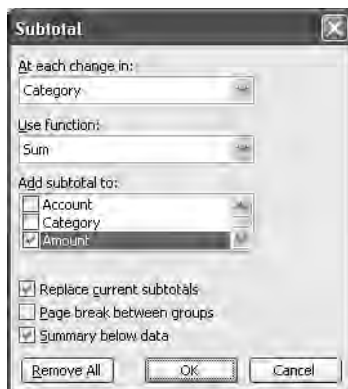 Subtotal
At each change in:
Category
Use function:
Sum
Add subtotal to:
Account
Category
Amount
Replace current subtotals
Page break between groups
Summary below data
Remove All OK Cancel